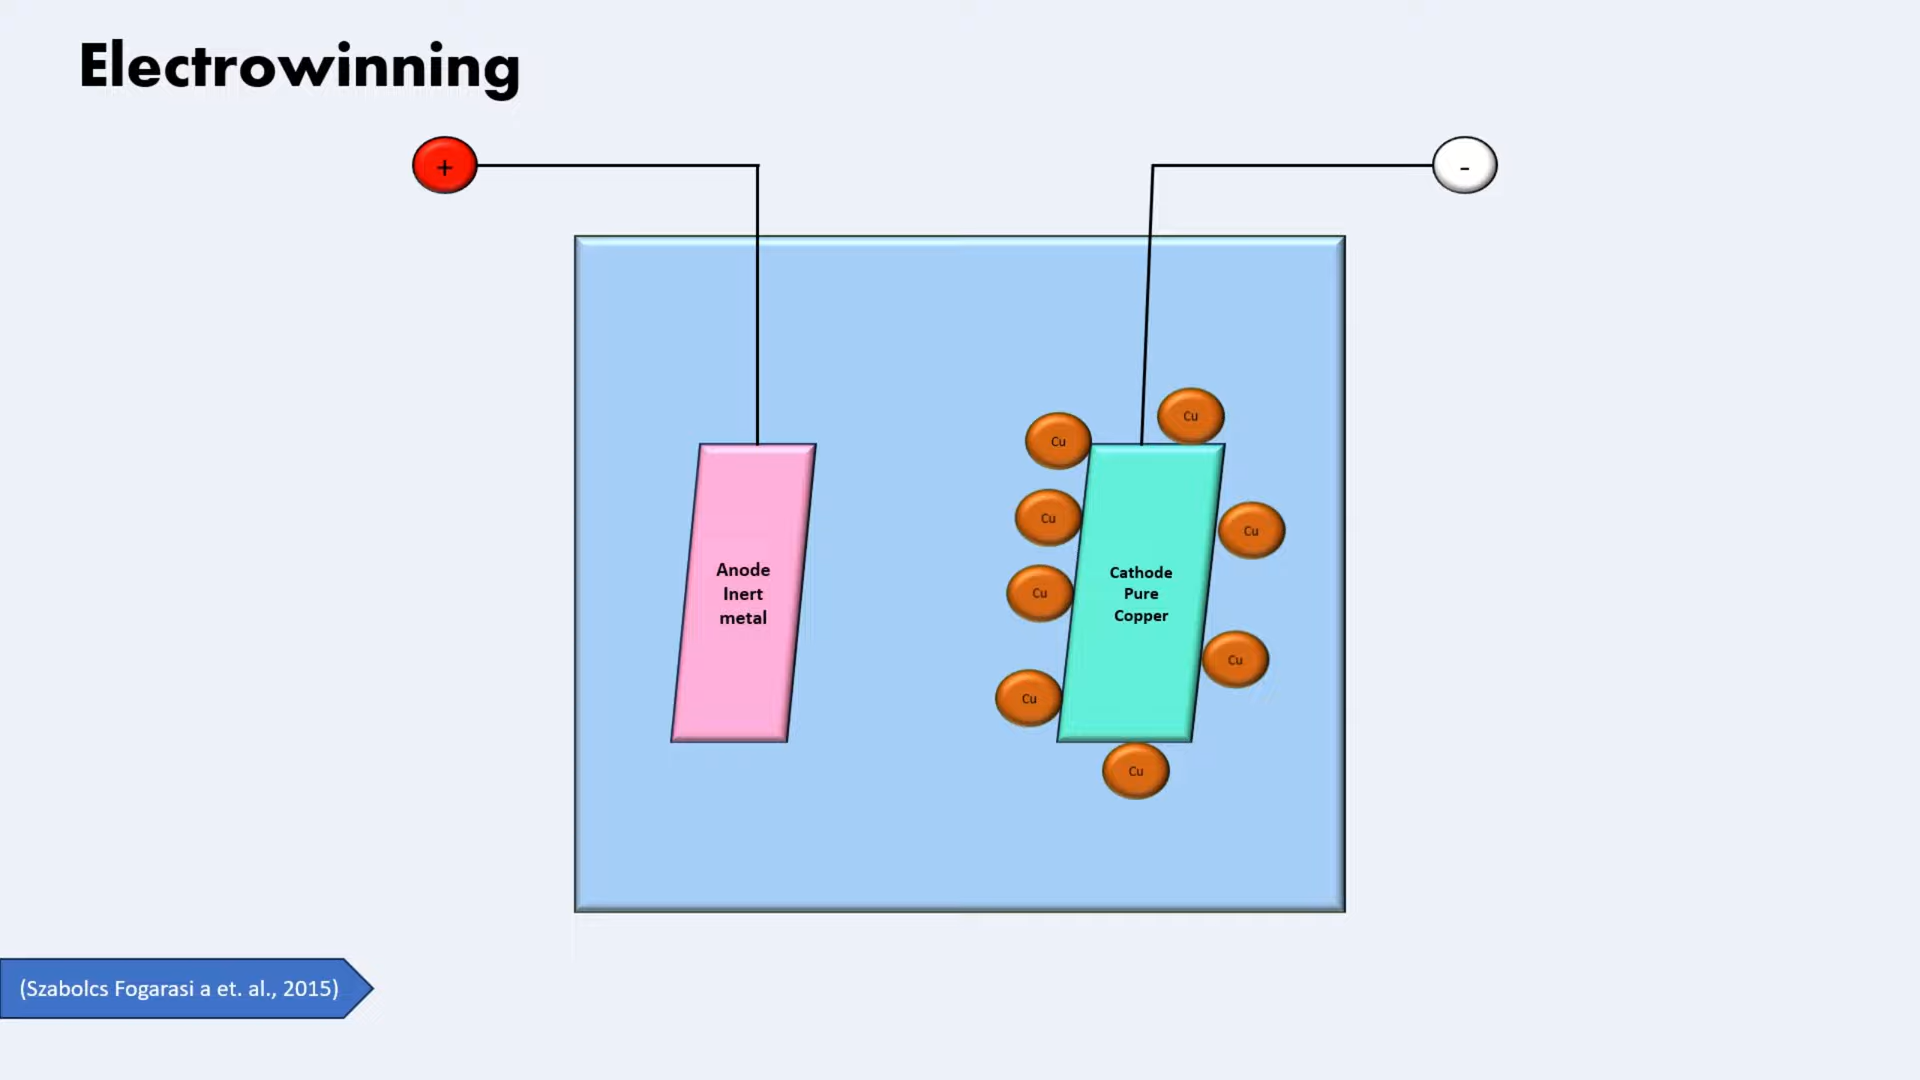 Electrowinning
+
-
Cu
Cu
Cu
Cu
Cu
Cu
Cu
Cu
Anode
Inert
metal
Cathode
Pure
Copper
(Szabolcs Fogarasi a et. al., 2015)